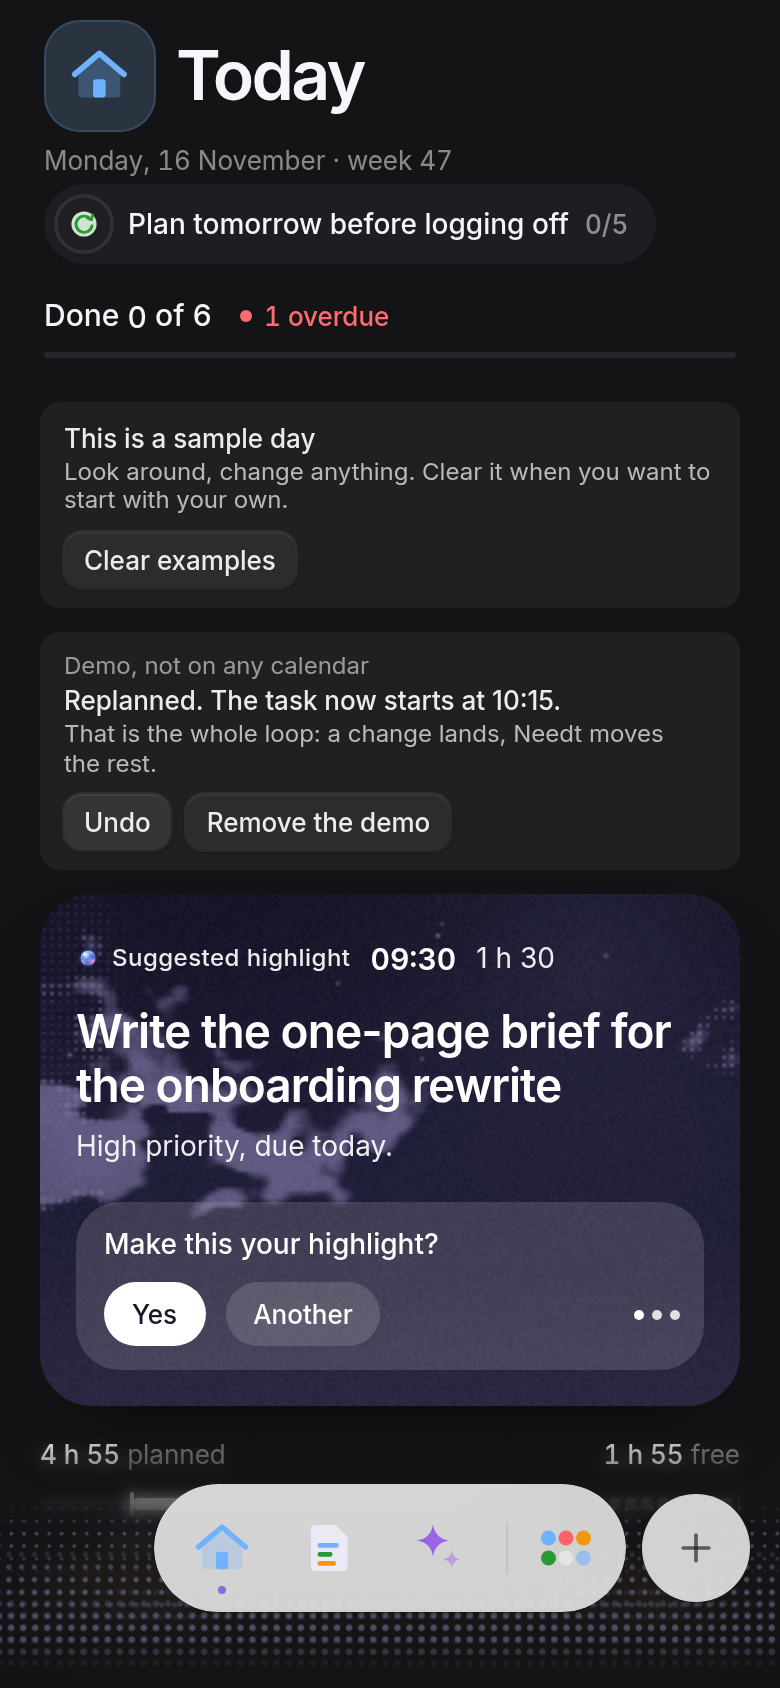 Today
Monday, 16 November · week 47
Plan tomorrow before logging off 0/5
Done 0 of 6 • 1 overdue
This is a sample day
Look around, change anything. Clear it when you want to
start with your own.
Clear examples
Demo, not on any calendar
Replanned. The task now starts at 10:15.
That is the whole loop: a change lands, Needt moves
the rest.
Undo Remove the demo
Suggested highlight 09:30 1 h 30
Write the one-page brief for
the onboarding rewrite
High priority, due today.
Make this your highlight?
Yes Another
4 h 55 planned 1 h 55 free